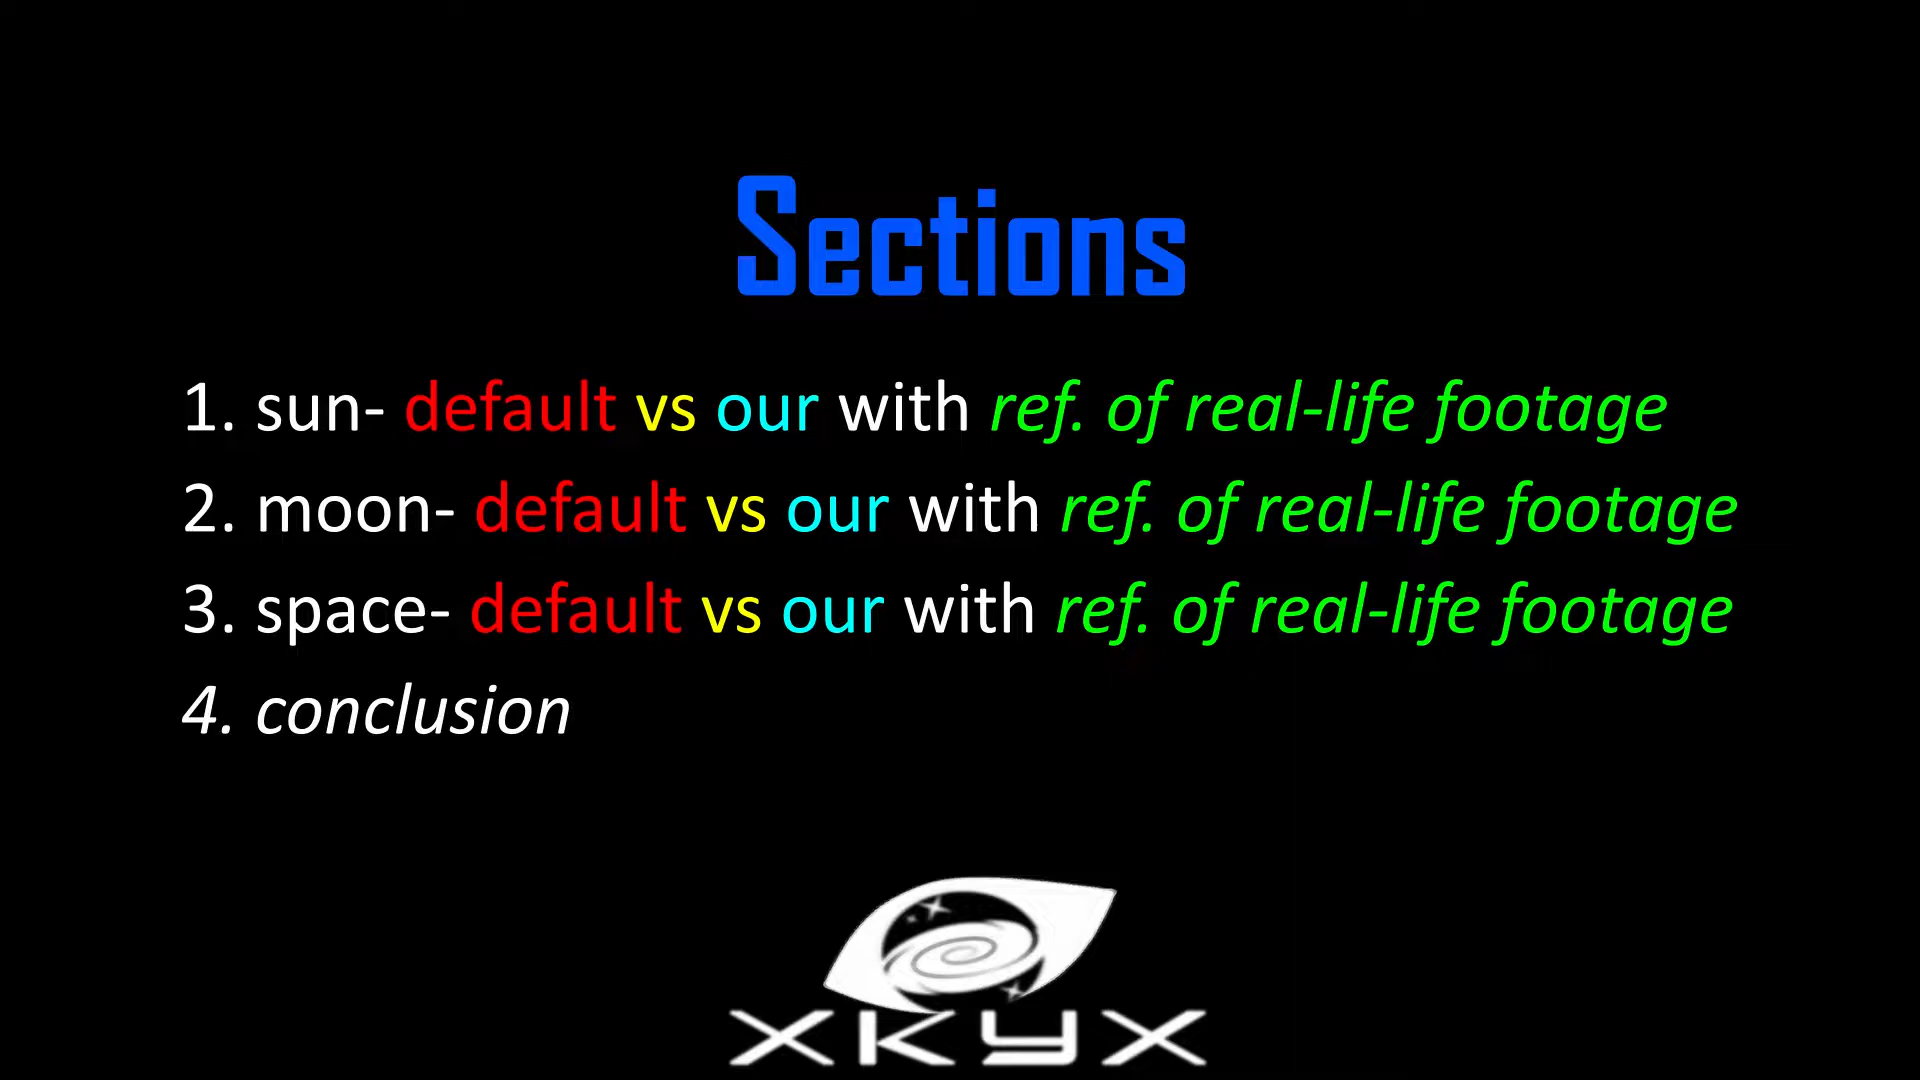 Sections
1. sun- default vs our with ref. of real-life footage
2. moon- default vs our with ref. of real-life footage
3. space- default vs our with ref. of real-life footage
4. conclusion
XKYX